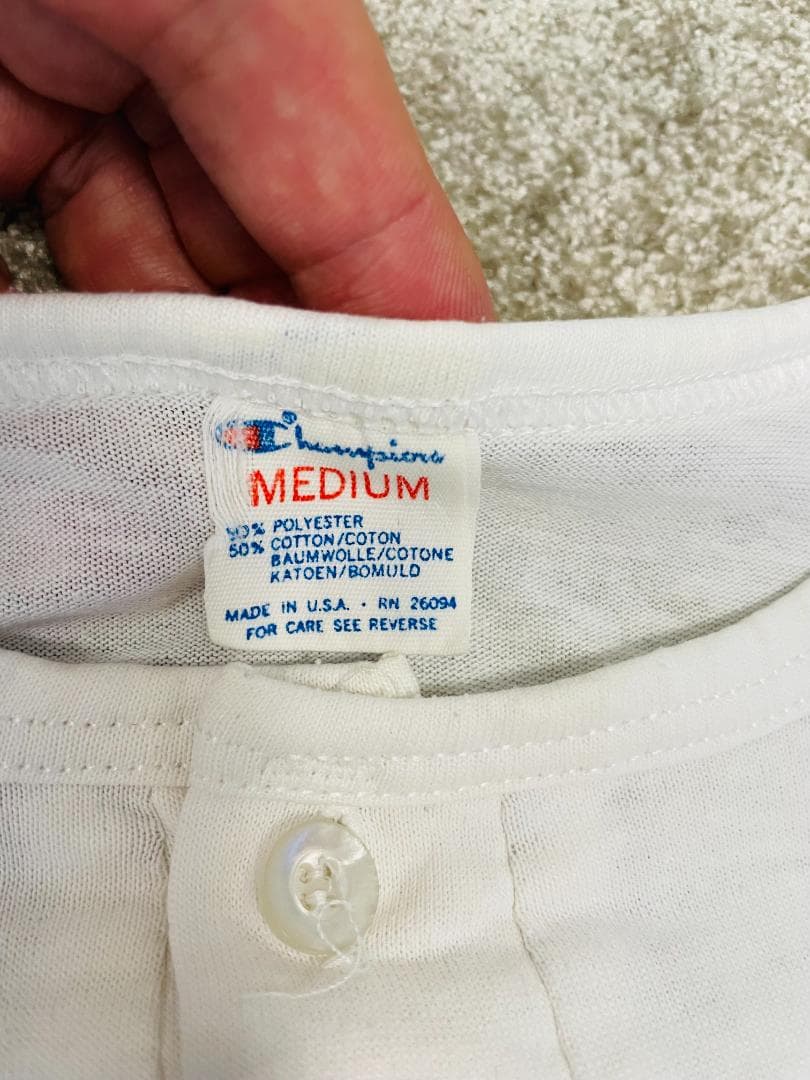 Champion®
MEDIUM
50% POLYESTER
50% COTTON/COTON
BAUMWOLLE/COTONE
KATOEN/BOMULD
MADE IN U.S.A. · RN 26094
FOR CARE SEE REVERSE